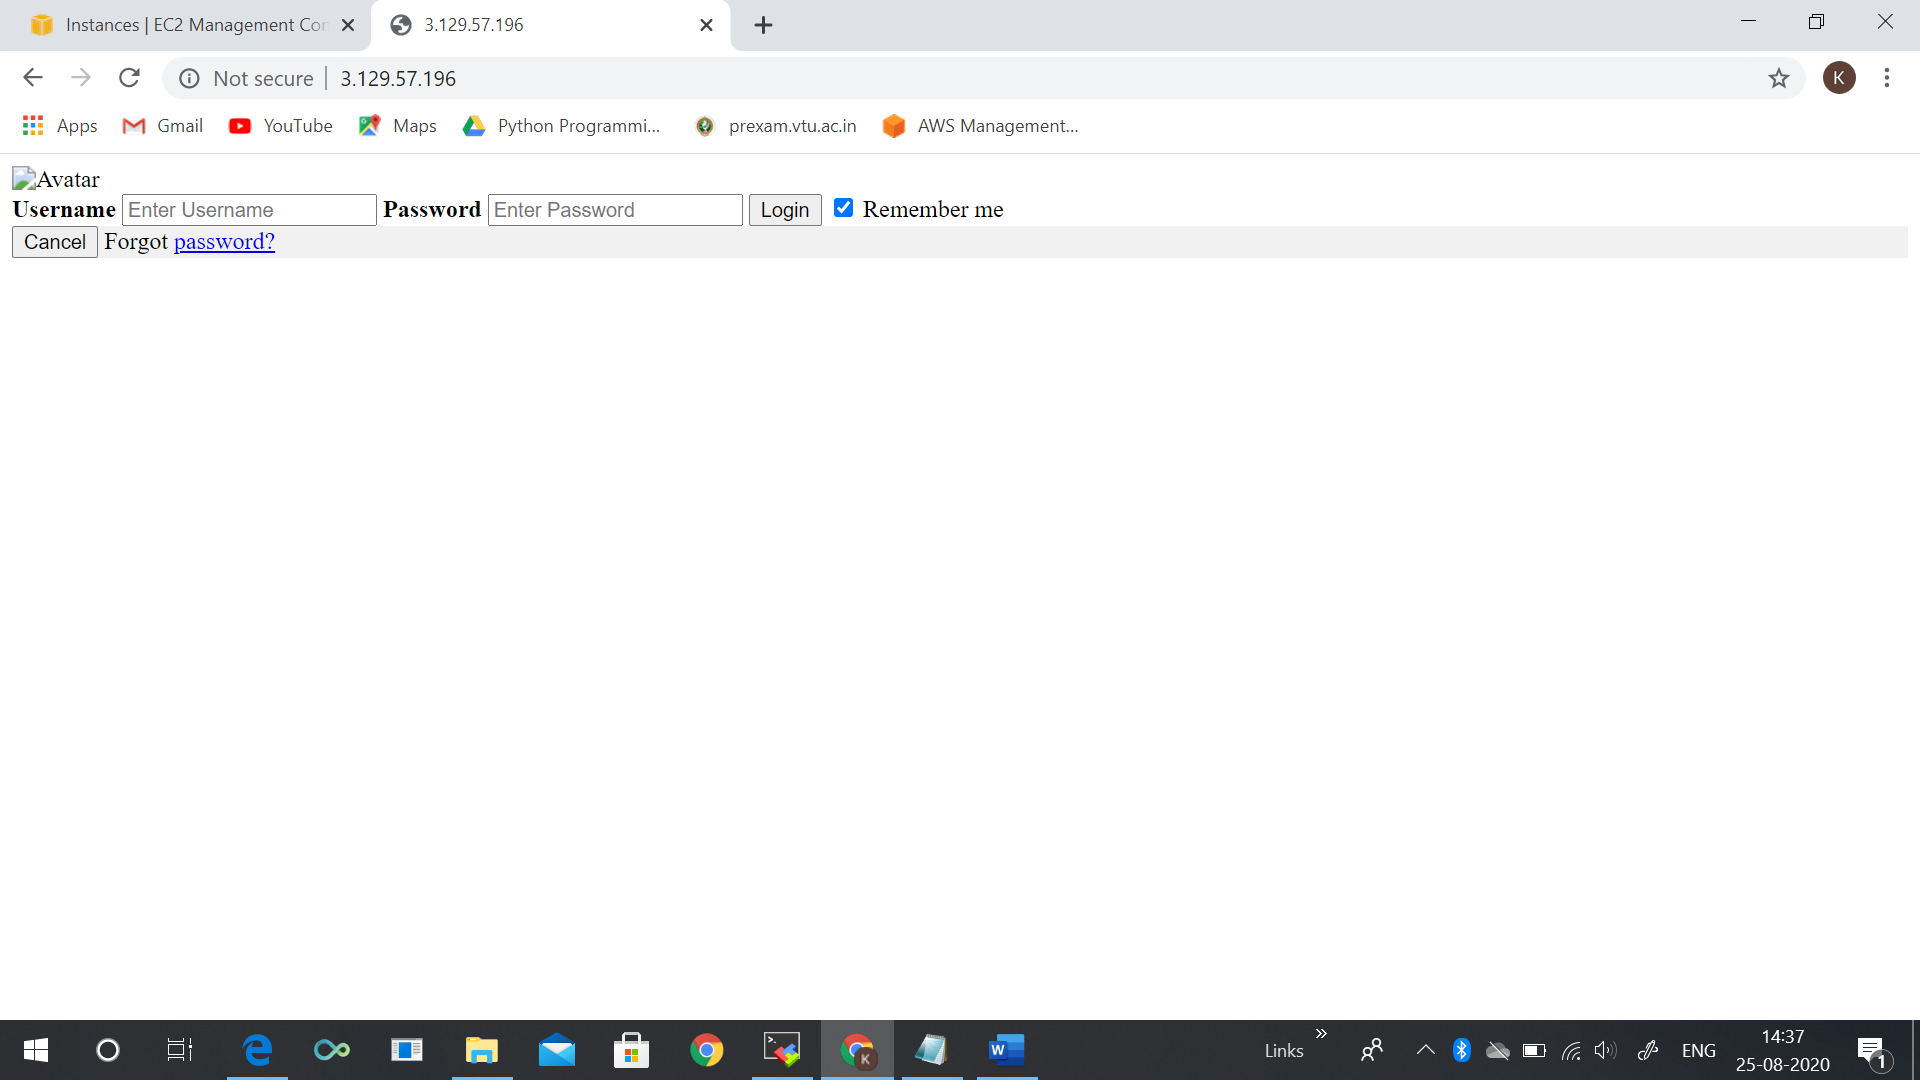 Instances | EC2 Management Con
3.129.57.196
Not secure | 3.129.57.196
K
Apps Gmail YouTube Maps Python Programmi... prexam.vtu.ac.in AWS Management...
Avatar
Username Enter Username Password Enter Password Login Remember me
Cancel Forgot password?
Links ENG 14:37
25-08-2020
1